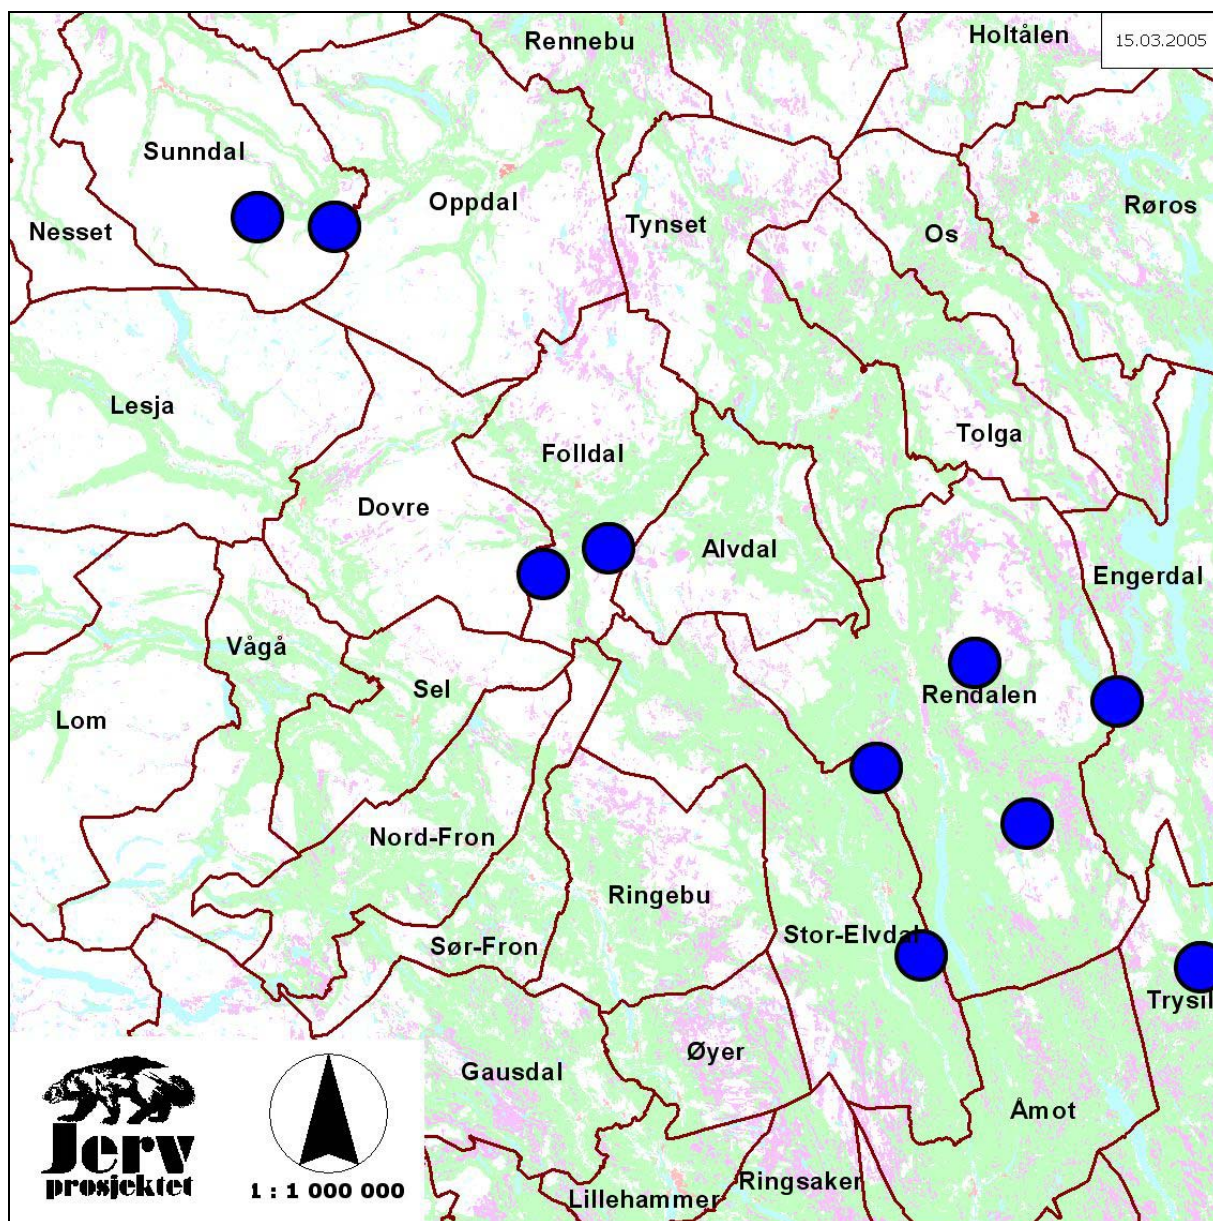 Rennebu
Holtålen
15.03.2005
Sunndal
Oppdal
Røros
Nesset
Tynset
Os
Lesja
Tolga
Folldal
Dovre
Alvdal
Engerdal
Vågå
Sel
Rendalen
Lom
Nord-Fron
Ringebu
Stor-Elvdal
Sør-Fron
Trysil
Øyer
Gausdal
Åmot
Jerv
prosjektet
1 : 1 000 000
Ringsaker
Lillehammer